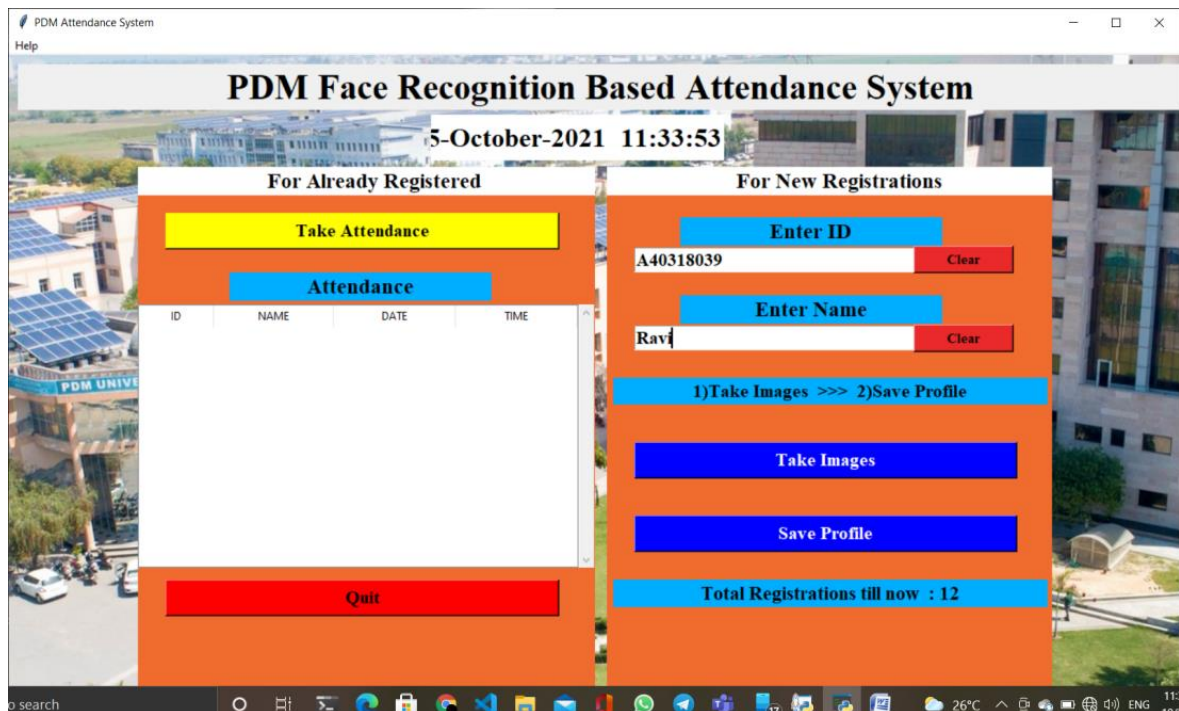 PDM Attendance System
Help
PDM Face Recognition Based Attendance System
5-October-2021 11:33:53
For Already Registered
Take Attendance
Attendance
ID NAME DATE TIME
Quit
For New Registrations
Enter ID
A40318039 Clear
Enter Name
Ravi Clear
1)Take Images >>> 2)Save Profile
Take Images
Save Profile
Total Registrations till now : 12
PDM UNIVE
o search
17
26°C ENG 11: